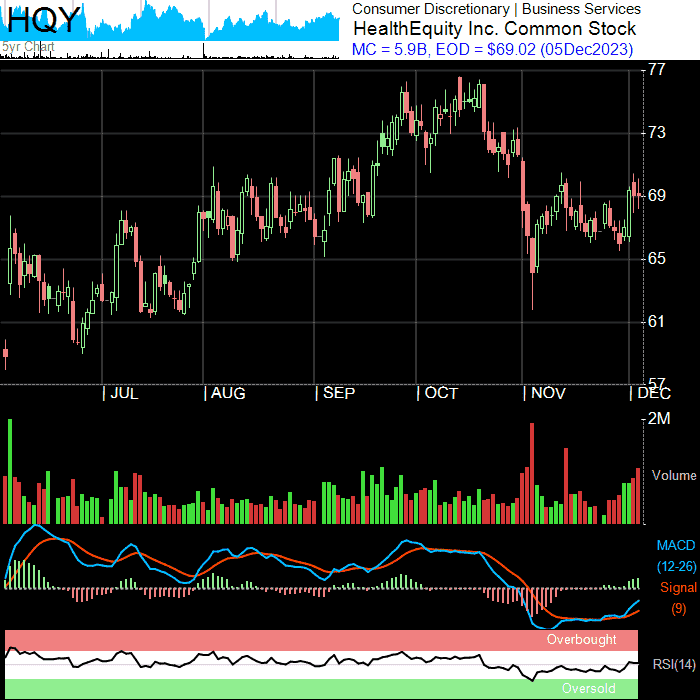 HQY
5yr Chart
Consumer Discretionary | Business Services
HealthEquity Inc. Common Stock
MC = 5.9B, EOD = $69.02 (05Dec2023)
77
73
69
65
61
57
JUL
AUG
SEP
OCT
NOV
DEC
2M
Volume
MACD
(12-26)
Signal
(9)
Overbought
RSI(14)
Oversold